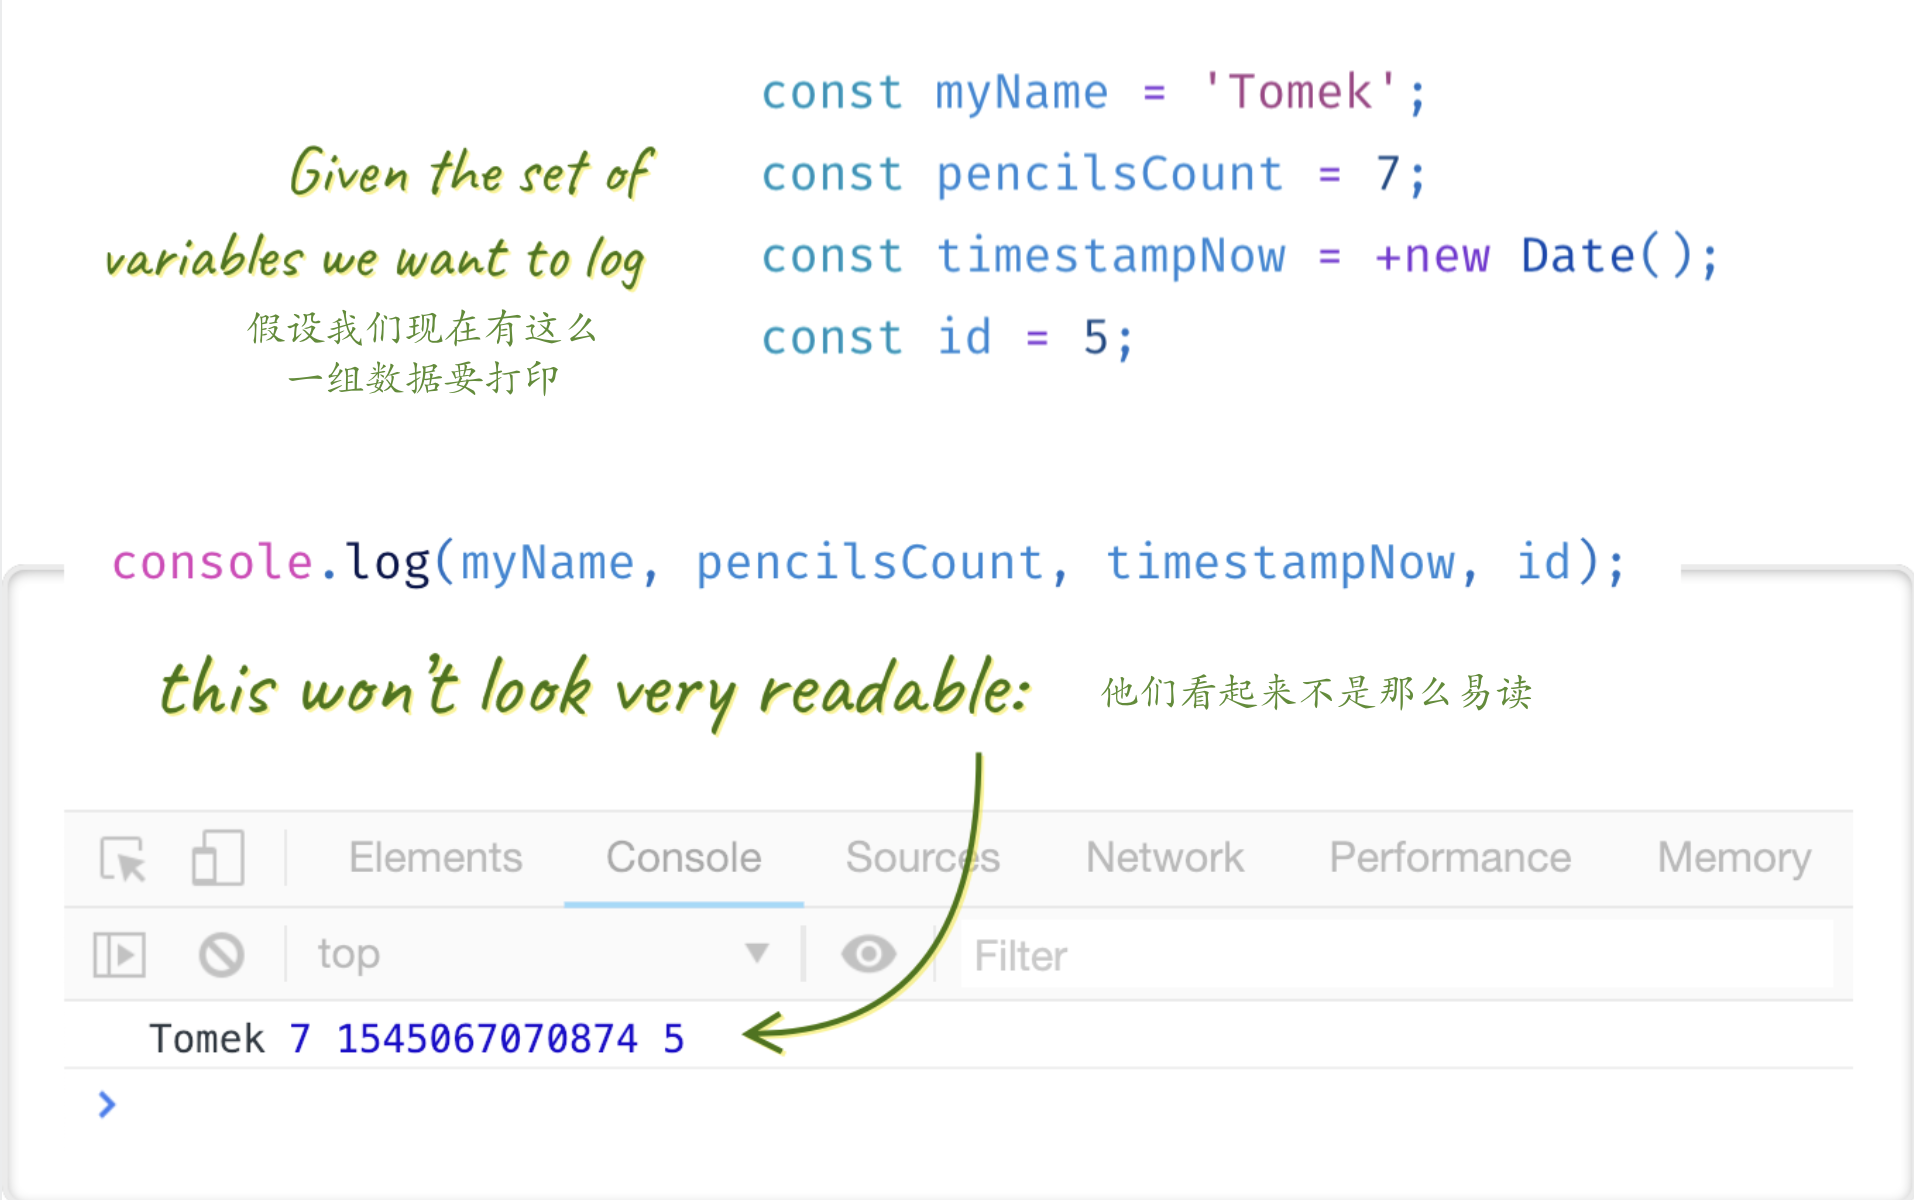 const myName = 'Tomek';
Given the set of
const pencilsCount = 7;
variables we want to log
const timestampNow = +new Date();
假设我们现在有这么
一组数据要打印
const id = 5;
console.log(myName, pencilsCount, timestampNow, id);
this won't look very readable:
他们看起来不是那么易读
Elements Console Sources Network Performance Memory
top Filter
Tomek 7 1545067070874 5